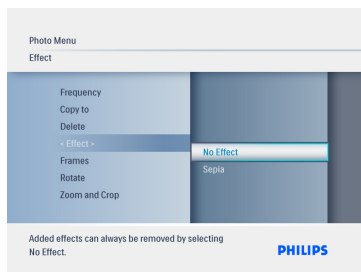 Photo Menu
Effect
Frequency
Copy to
Delete
< Effect >
Frames
Rotate
Zoom and Crop
No Effect
Sepia
Added effects can always be removed by selecting
No Effect.
PHILIPS